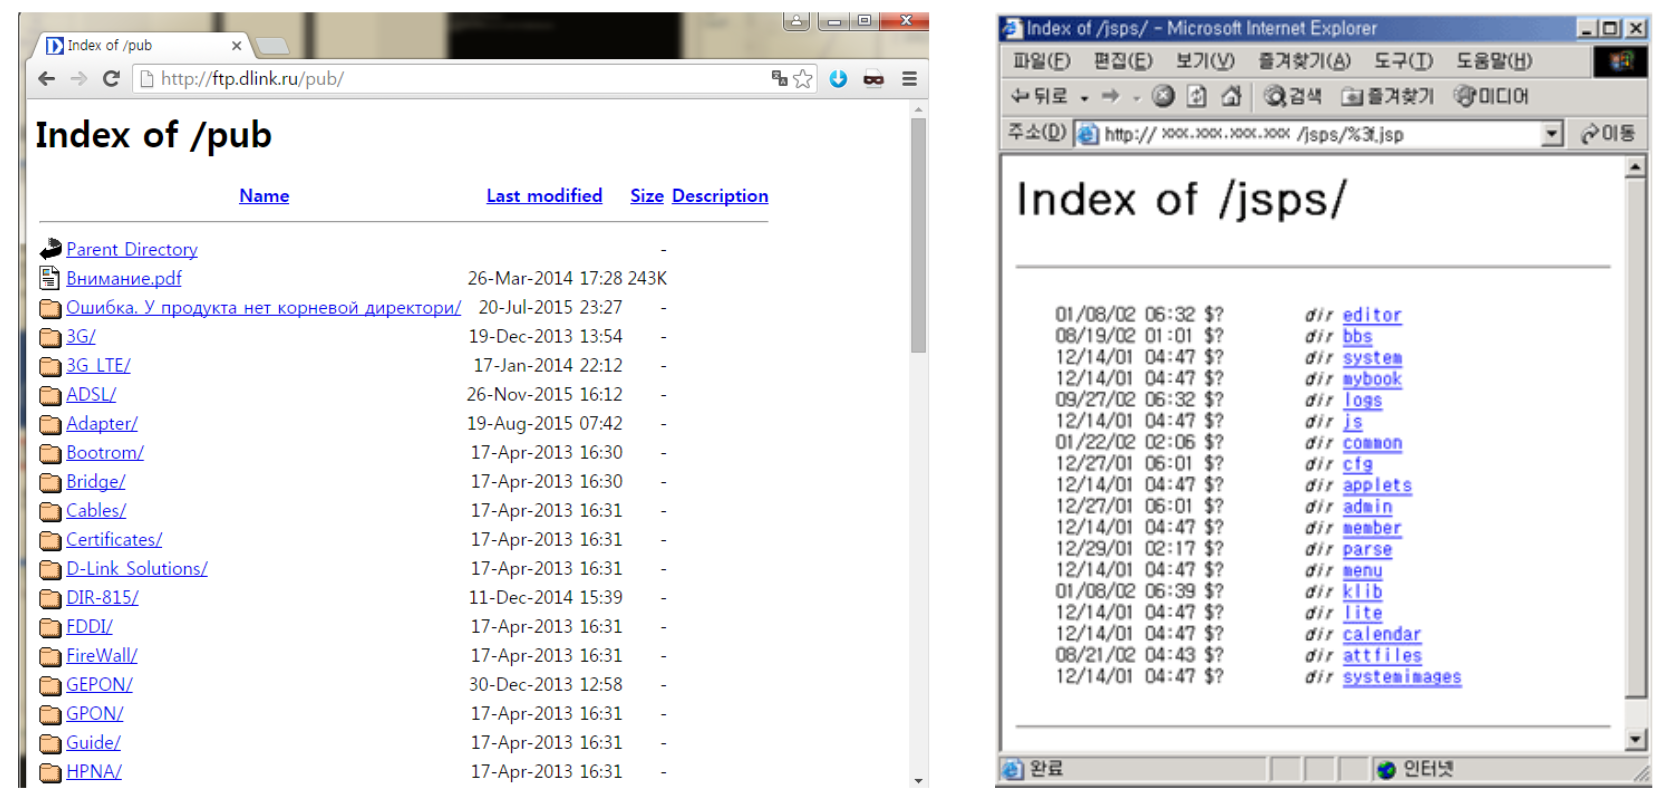 Index of /pub
http://ftp.dlink.ru/pub/
Index of /pub
Name Last modified Size Description
Parent Directory -
Внимание.pdf 26-Mar-2014 17:28 243K
Ошибка. У продукта нет корневой директори/ 20-Jul-2015 23:27 -
3G/ 19-Dec-2013 13:54 -
3G LTE/ 17-Jan-2014 22:12 -
ADSL/ 26-Nov-2015 16:12 -
Adapter/ 19-Aug-2015 07:42 -
Bootrom/ 17-Apr-2013 16:30 -
Bridge/ 17-Apr-2013 16:30 -
Cables/ 17-Apr-2013 16:31 -
Certificates/ 17-Apr-2013 16:31 -
D-Link Solutions/ 17-Apr-2013 16:31 -
DIR-815/ 11-Dec-2014 15:39 -
FDDI/ 17-Apr-2013 16:31 -
FireWall/ 17-Apr-2013 16:31 -
GEPON/ 30-Dec-2013 12:58 -
GPON/ 17-Apr-2013 16:31 -
Guide/ 17-Apr-2013 16:31 -
HPNA/ 17-Apr-2013 16:31 -
Index of /jsps/ - Microsoft Internet Explorer
파일(F) 편집(E) 보기(V) 즐겨찾기(A) 도구(T) 도움말(H)
뒤로 검색 즐겨찾기 미디어
주소(D) http:// xxx.xxx.xxx.xxx /jsps/%3f.jsp 이동
Index of /jsps/
01/08/02 06:32 $? dir editor
08/19/02 01:01 $? dir bbs
12/14/01 04:47 $? dir system
12/14/01 04:47 $? dir mybook
09/27/02 06:32 $? dir logs
12/14/01 04:47 $? dir js
01/22/02 02:06 $? dir common
12/27/01 06:01 $? dir cfg
12/14/01 04:47 $? dir applets
12/27/01 06:01 $? dir admin
12/14/01 04:47 $? dir member
12/29/01 02:17 $? dir parse
12/14/01 04:47 $? dir menu
01/08/02 06:39 $? dir klib
12/14/01 04:47 $? dir lite
12/14/01 04:47 $? dir calendar
08/21/02 04:43 $? dir attfiles
12/14/01 04:47 $? dir systemimages
완료 인터넷